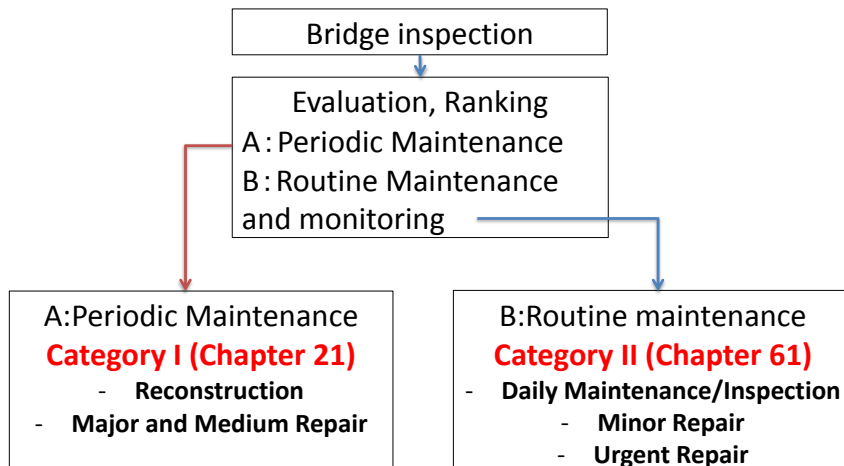 Bridge inspection
Evaluation, Ranking
A：Periodic Maintenance
B：Routine Maintenance
and monitoring
A:Periodic Maintenance
Category I (Chapter 21)
- Reconstruction
- Major and Medium Repair
B:Routine maintenance
Category II (Chapter 61)
- Daily Maintenance/Inspection
- Minor Repair
- Urgent Repair